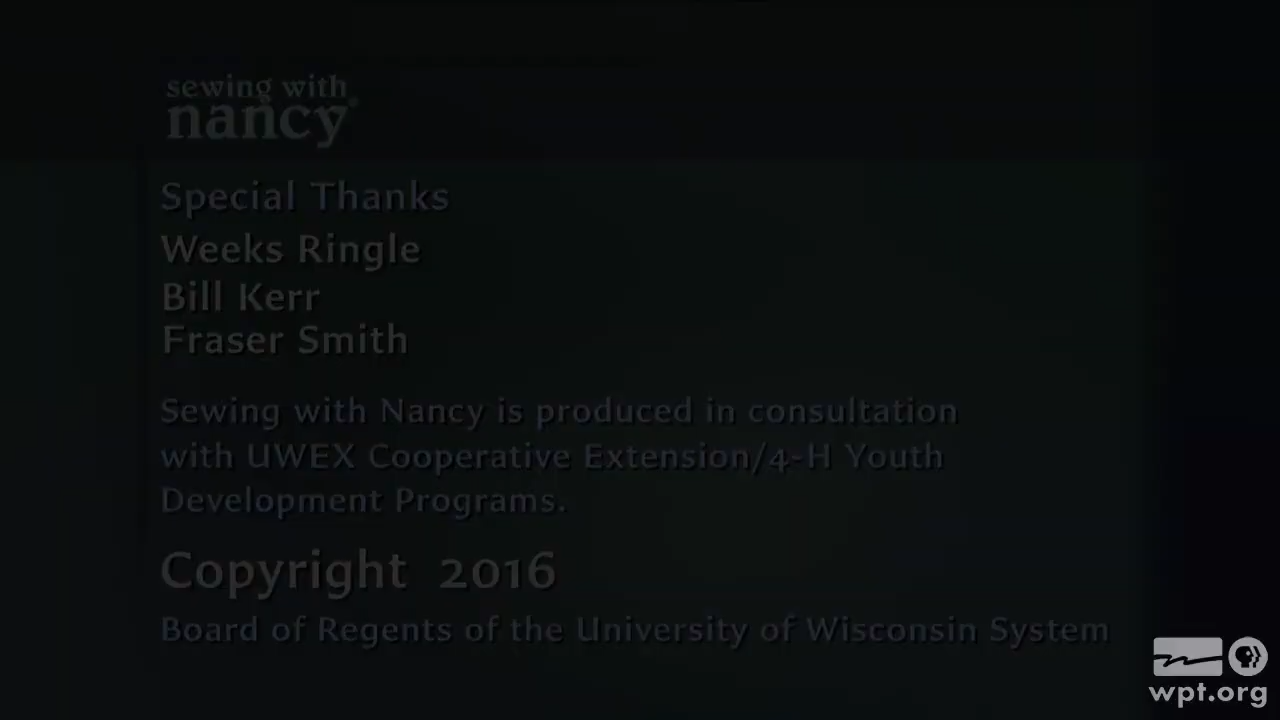 sewing with
nancy®
Special Thanks
Weeks Ringle
Bill Kerr
Fraser Smith
Sewing with Nancy is produced in consultation
with UWEX Cooperative Extension/4-H Youth
Development Programs.
Copyright 2016
Board of Regents of the University of Wisconsin System
wpt.org